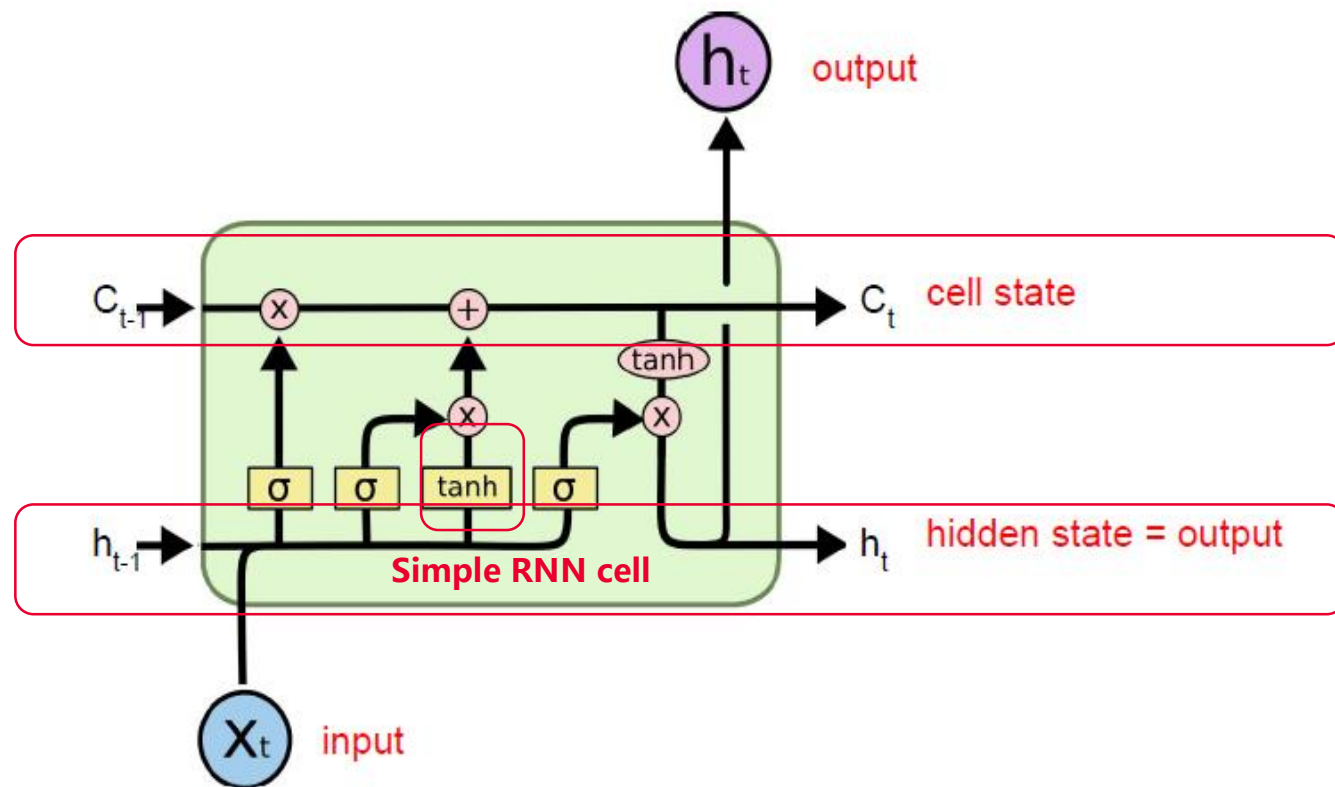 hₜ output
Cₜ₋₁ x + Cₜ cell state
tanh
x x
σ σ tanh σ
hₜ₋₁ hₜ hidden state = output
Simple RNN cell
Xₜ input